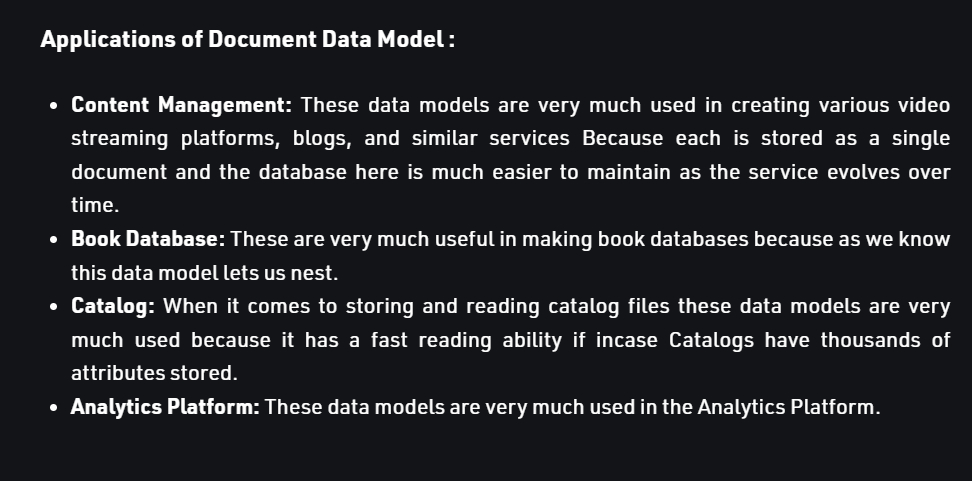 Applications of Document Data Model :
• Content Management: These data models are very much used in creating various video
streaming platforms, blogs, and similar services Because each is stored as a single
document and the database here is much easier to maintain as the service evolves over
time.
• Book Database: These are very much useful in making book databases because as we know
this data model lets us nest.
• Catalog: When it comes to storing and reading catalog files these data models are very
much used because it has a fast reading ability if incase Catalogs have thousands of
attributes stored.
• Analytics Platform: These data models are very much used in the Analytics Platform.